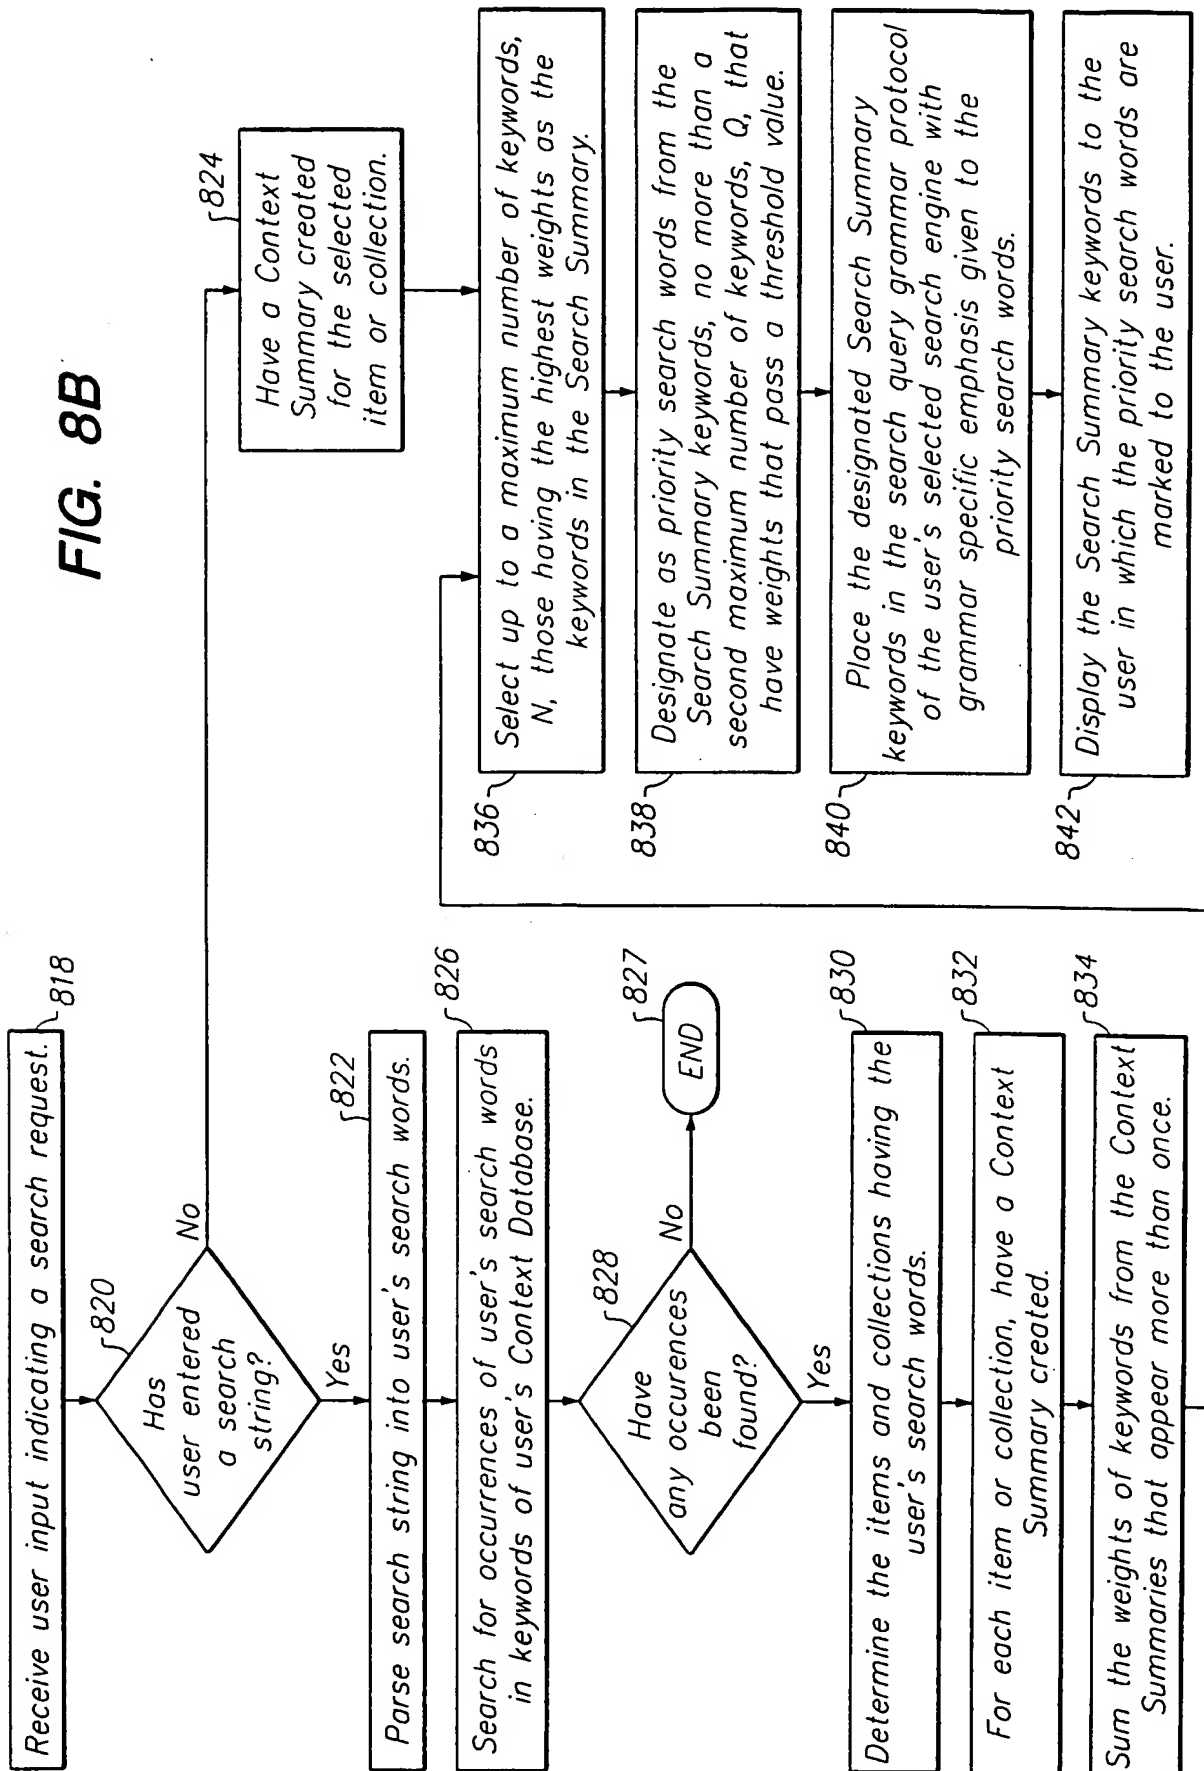 FIG. 8B
Receive user input indicating a search request.
818
820
Has
user entered
a search
string?
No
Yes
822
Parse search string into user's search words.
826
Search for occurrences of user's search words
in keywords of user's Context Database.
828
Have
any occurences
been
found?
No
827
END
Yes
830
Determine the items and collections having the
user's search words.
832
For each item or collection, have a Context
Summary created.
834
Sum the weights of keywords from the Context
Summaries that appear more than once.
824
Have a Context
Summary created
for the selected
item or collection.
836
Select up to a maximum number of keywords,
N, those having the highest weights as the
keywords in the Search Summary.
838
Designate as priority search words from the
Search Summary keywords, no more than a
second maximum number of keywords, Q, that
have weights that pass a threshold value.
840
Place the designated Search Summary
keywords in the search query grammar protocol
of the user's selected search engine with
grammar specific emphasis given to the
priority search words.
842
Display the Search Summary keywords to the
user in which the priority search words are
marked to the user.